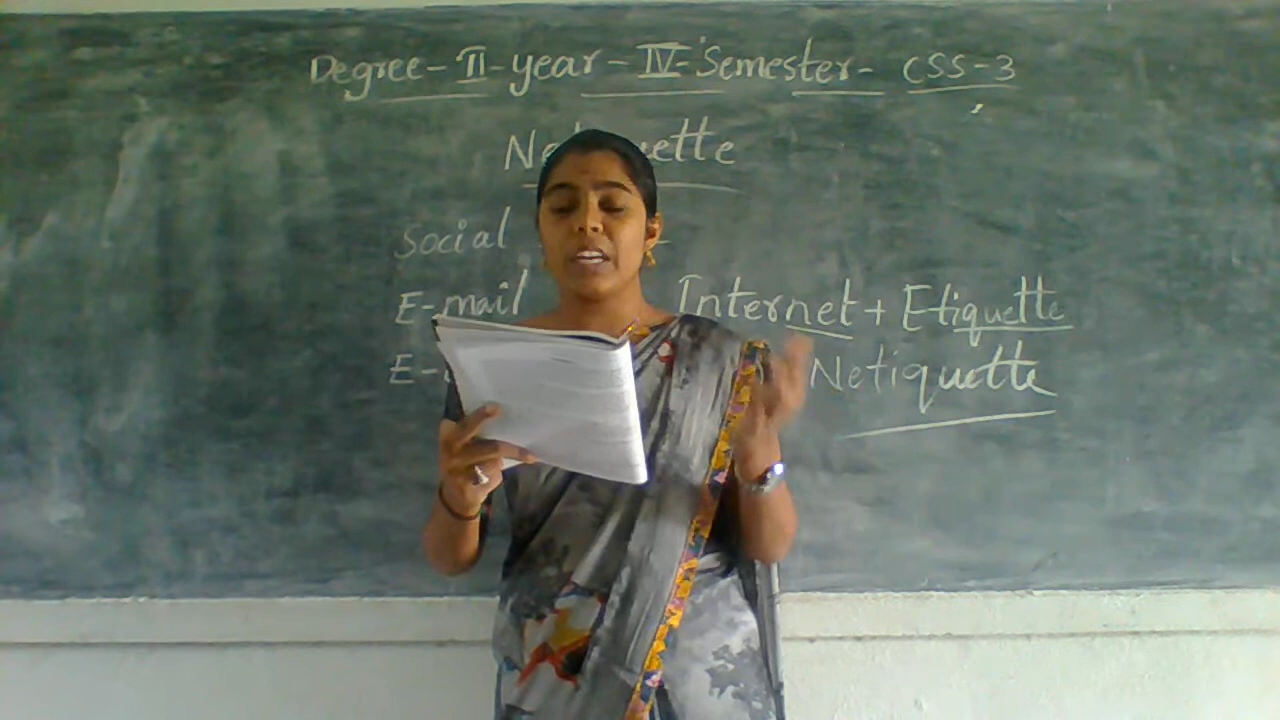 Degree - II - year - IV - Semester - CSS-3
Social
E-mail Internet + Etiquette
Netiquette